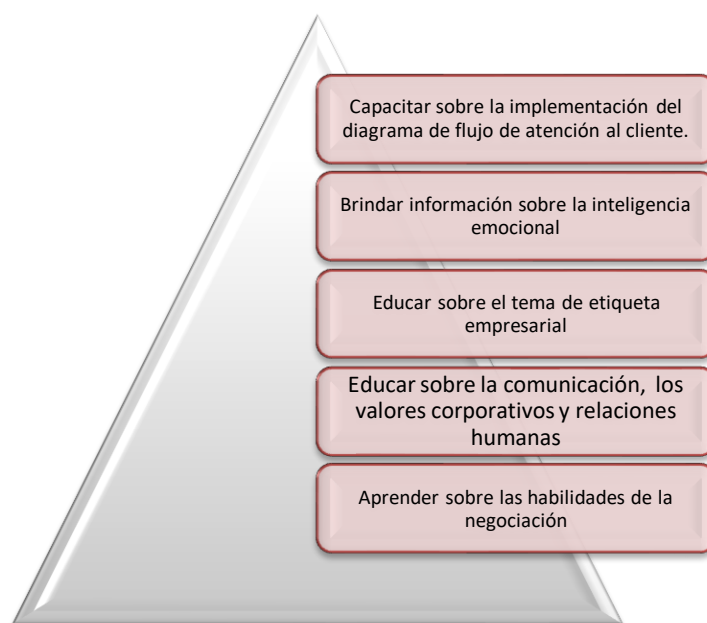 Capacitar sobre la implementación del
diagrama de flujo de atención al cliente.
Brindar información sobre la inteligencia
emocional
Educar sobre el tema de etiqueta
empresarial
Educar sobre la comunicación, los
valores corporativos y relaciones
humanas
Aprender sobre las habilidades de la
negociación